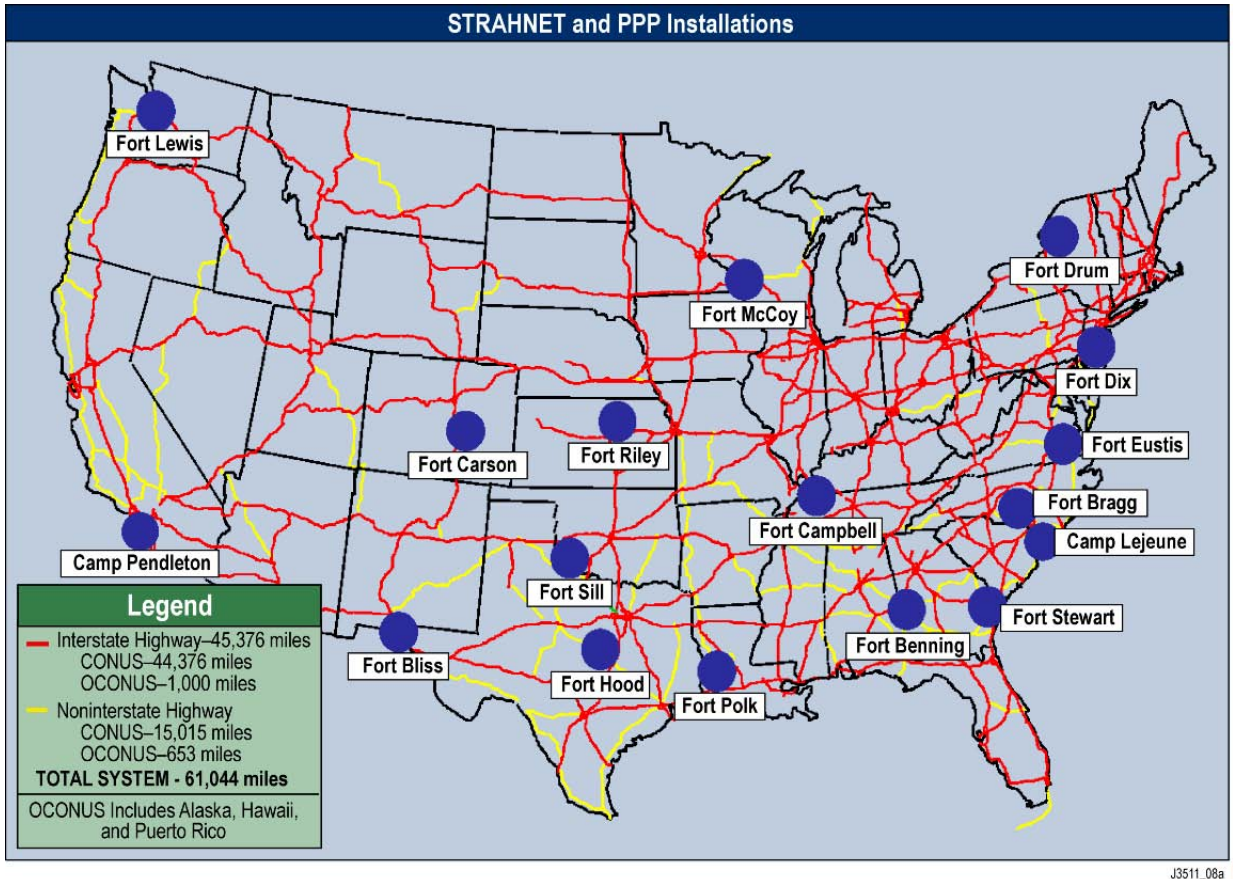 STRAHNET and PPP Installations
Fort Lewis
Fort Drum
Fort McCoy
Fort Dix
Fort Carson
Fort Riley
Fort Eustis
Fort Campbell
Fort Bragg
Camp Lejeune
Camp Pendleton
Fort Sill
Fort Stewart
Fort Benning
Fort Bliss
Fort Hood
Fort Polk
Legend
Interstate Highway–45,376 miles
CONUS–44,376 miles
OCONUS–1,000 miles
Noninterstate Highway
CONUS–15,015 miles
OCONUS–653 miles
TOTAL SYSTEM - 61,044 miles
OCONUS Includes Alaska, Hawaii,
and Puerto Rico
J3511_08a